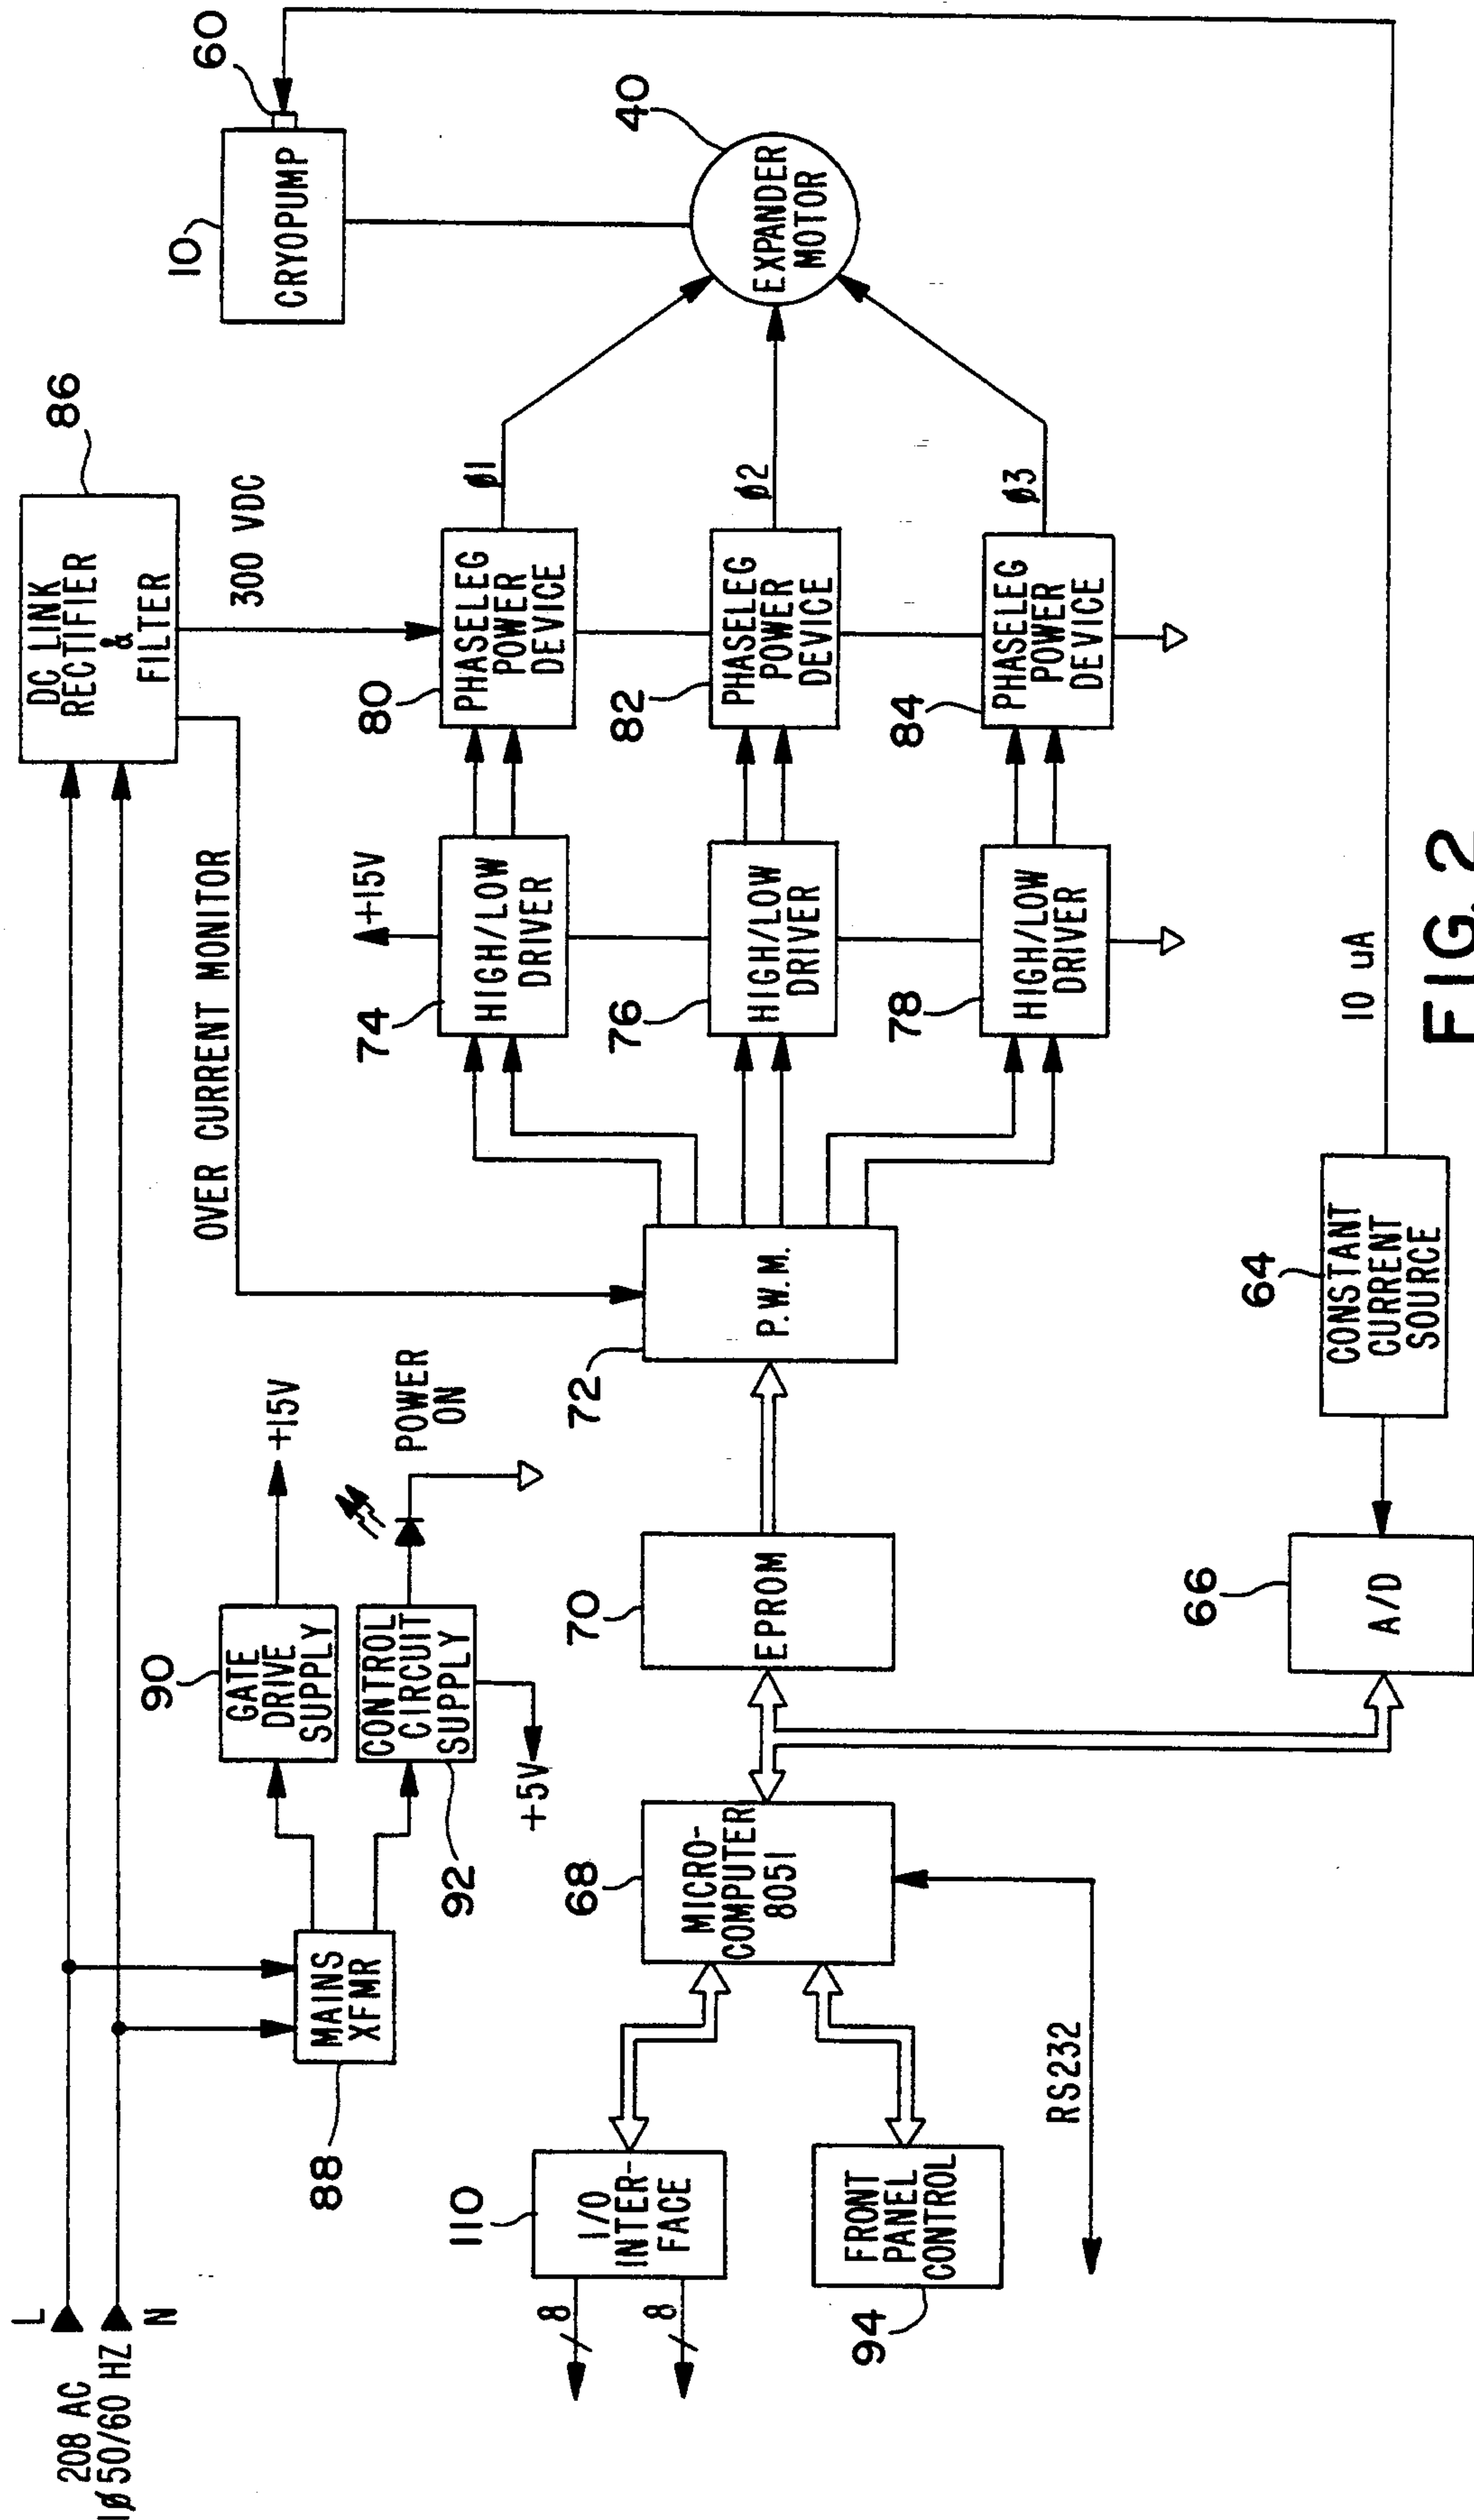 L
208 AC
1ø 50/60 HZ
N
DC LINK
RECTIFIER
&
FILTER
86
300 VDC
OVER CURRENT MONITOR
10
CRYOPUMP
60
88
MAINS
XFMR
90
GATE
DRIVE
SUPPLY
+15V
92
CONTROL
CIRCUIT
SUPPLY
+5V
POWER
ON
74
HIGH/LOW
DRIVER
+15V
80
PHASELEG
POWER
DEVICE
ø1
76
HIGH/LOW
DRIVER
82
PHASELEG
POWER
DEVICE
ø2
78
HIGH/LOW
DRIVER
84
PHASELEG
POWER
DEVICE
ø3
40
EXPANDER
MOTOR
110
I/O
INTER-
FACE
8
8
94
FRONT
PANEL
CONTROL
68
MICRO-
COMPUTER
8051
RS232
70
EPROM
72
P.W.M.
66
A/D
64
CONSTANT
CURRENT
SOURCE
10 uA
FIG. 2